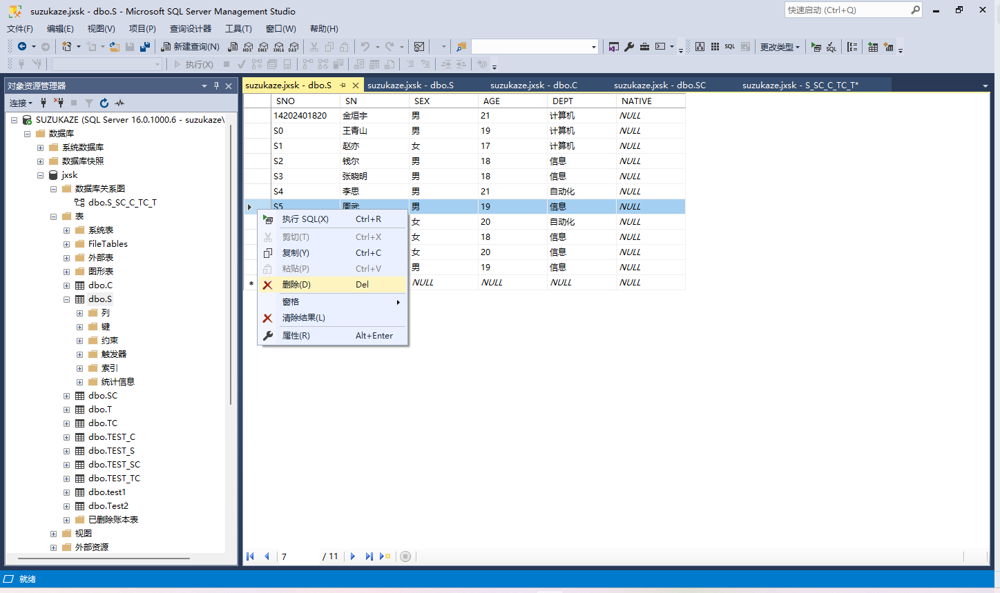 suzukaze.jxsk - dbo.S - Microsoft SQL Server Management Studio
快速启动 (Ctrl+Q)
文件(F) 编辑(E) 视图(V) 项目(P) 查询设计器 工具(T) 窗口(W) 帮助(H)
新建查询(N) MDX DMX XMLA DAX SQL 更改类型 SQL
执行(X)
对象资源管理器
连接
SUZUKAZE (SQL Server 16.0.1000.6 - suzukaze\
数据库
系统数据库
数据库快照
jxsk
数据库关系图
dbo.S_SC_C_TC_T
表
系统表
FileTables
外部表
图形表
dbo.C
dbo.S
列
键
约束
触发器
索引
统计信息
dbo.SC
dbo.T
dbo.TC
dbo.TEST_C
dbo.TEST_S
dbo.TEST_SC
dbo.TEST_TC
dbo.test1
dbo.Test2
已删除账本表
视图
外部资源
suzukaze.jxsk - dbo.S suzukaze.jxsk - dbo.S suzukaze.jxsk - dbo.C suzukaze.jxsk - dbo.SC suzukaze.jxsk - S_SC_C_TC_T*
SNO SN SEX AGE DEPT NATIVE
14202401820 金烜宇 男 21 计算机 NULL
S0 王青山 男 19 计算机 NULL
S1 赵亦 女 17 计算机 NULL
S2 钱尔 男 18 信息 NULL
S3 张晓明 男 18 信息 NULL
S4 李思 男 21 自动化 NULL
S5 周武 男 19 信息 NULL
女 20 自动化 NULL
女 18 信息 NULL
女 20 信息 NULL
男 19 信息 NULL
NULL NULL NULL NULL
执行 SQL(X) Ctrl+R
剪切(T) Ctrl+X
复制(Y) Ctrl+C
粘贴(P) Ctrl+V
删除(D) Del
窗格
清除结果(L)
属性(R) Alt+Enter
7 / 11
就绪